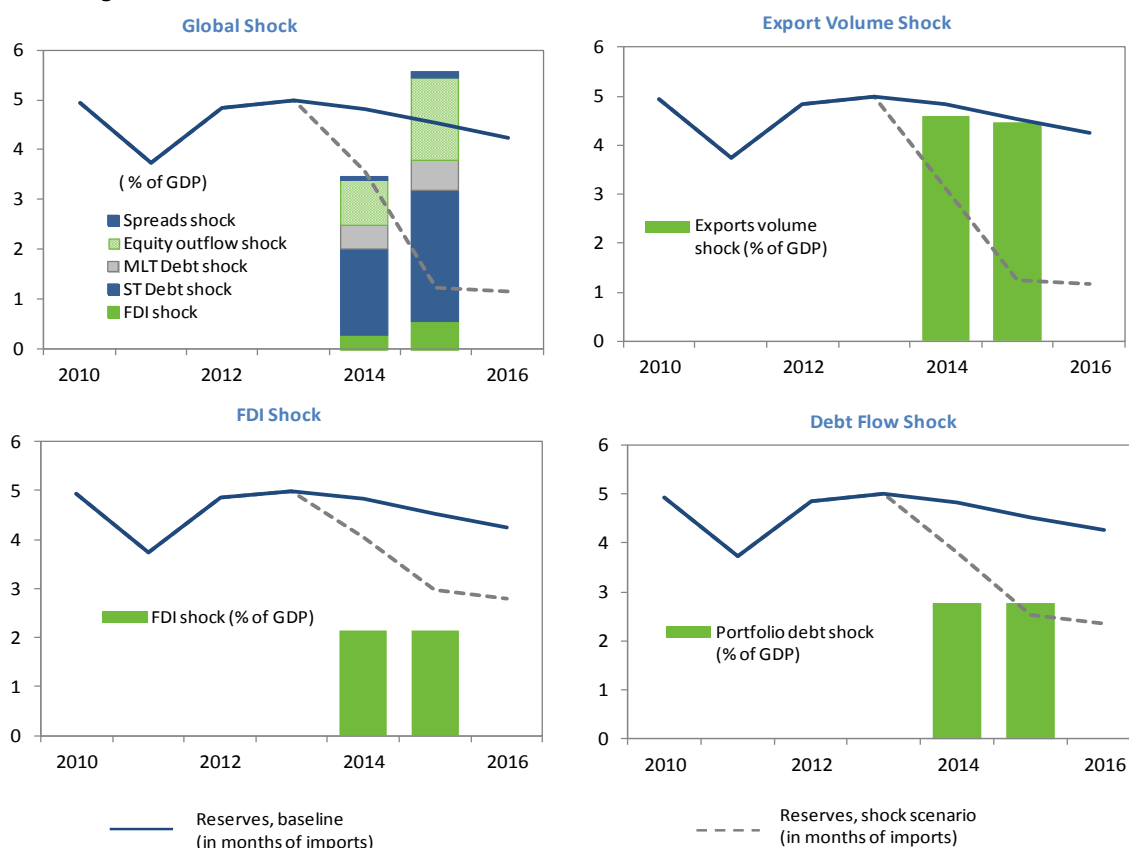 Global Shock
6
5
4
3
2
1
0
( % of GDP)
Spreads shock
Equity outflow shock
MLT Debt shock
ST Debt shock
FDI shock
2010 2012 2014 2016
Export Volume Shock
6
5
4
3
2
1
0
Exports volume
shock (% of GDP)
2010 2012 2014 2016
FDI Shock
6
5
4
3
2
1
0
FDI shock (% of GDP)
2010 2012 2014 2016
Debt Flow Shock
6
5
4
3
2
1
0
Portfolio debt shock
(% of GDP)
2010 2012 2014 2016
Reserves, baseline
(in months of imports)
Reserves, shock scenario
(in months of imports)